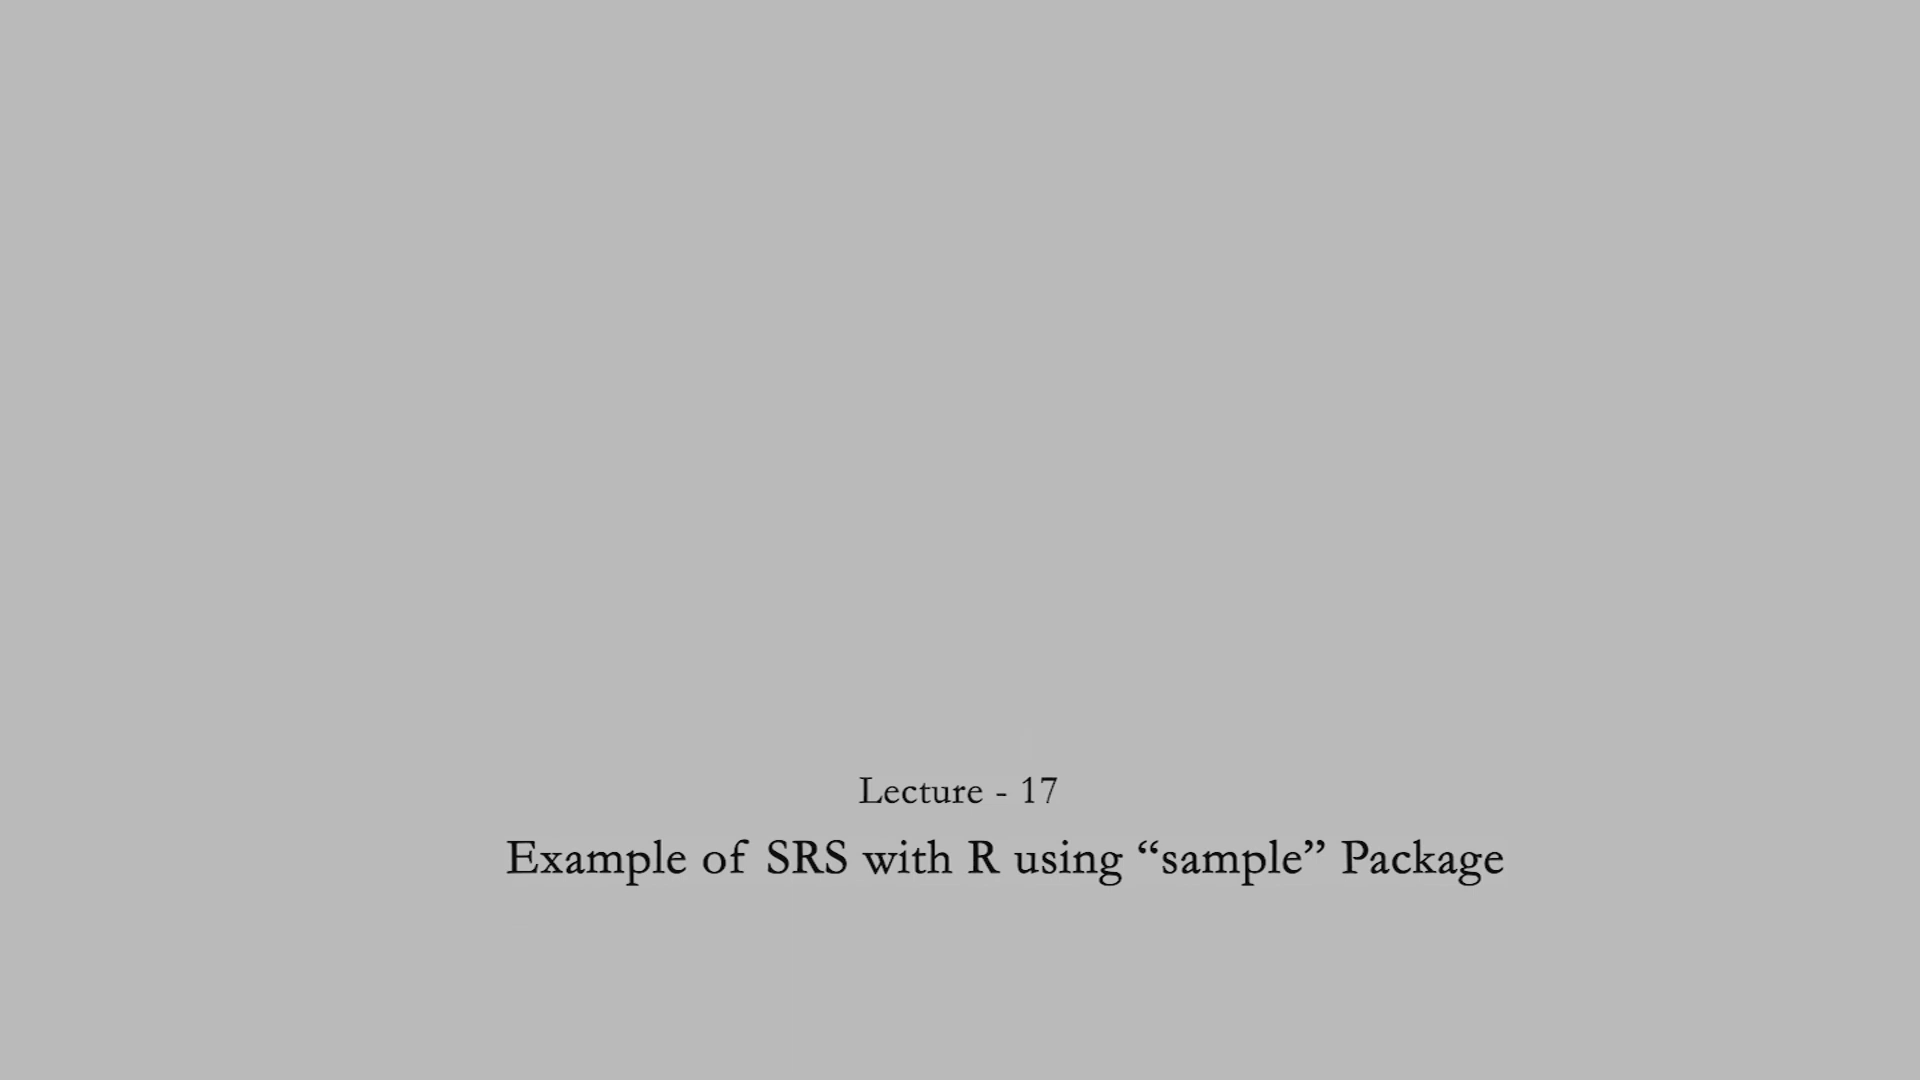 Lecture - 17
Example of SRS with R using “sample” Package